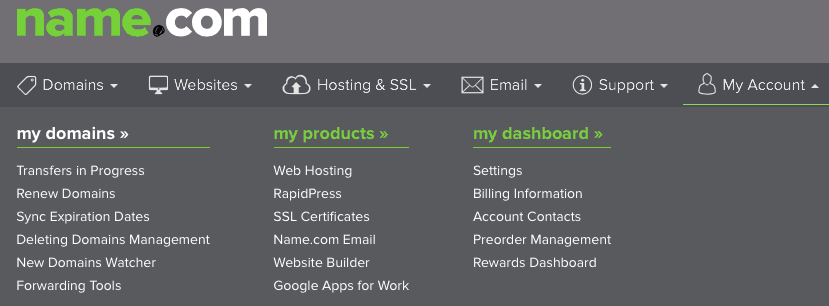 name.com
Domains Websites Hosting & SSL Email Support My Account
my domains »
Transfers in Progress
Renew Domains
Sync Expiration Dates
Deleting Domains Management
New Domains Watcher
Forwarding Tools
my products »
Web Hosting
RapidPress
SSL Certificates
Name.com Email
Website Builder
Google Apps for Work
my dashboard »
Settings
Billing Information
Account Contacts
Preorder Management
Rewards Dashboard